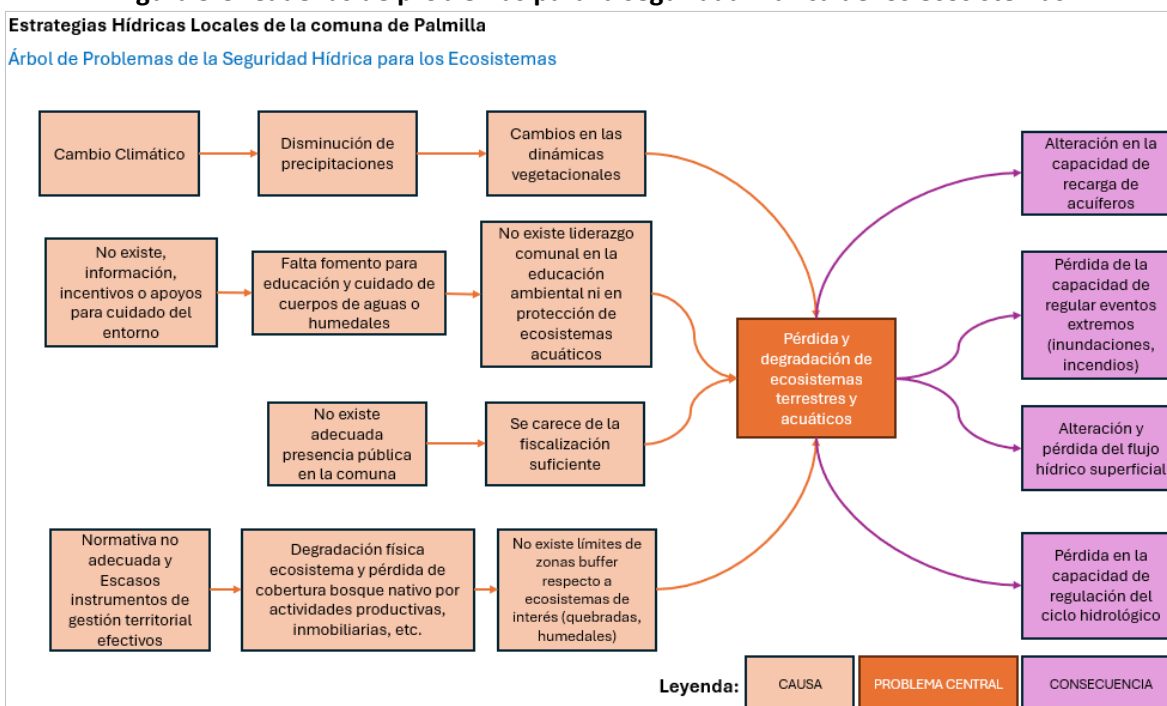 Estrategias Hídricas Locales de la comuna de Palmilla
Árbol de Problemas de la Seguridad Hídrica para los Ecosistemas
Cambio Climático
Disminución de
precipitaciones
Cambios en las
dinámicas
vegetacionales
No existe,
información,
incentivos o apoyos
para cuidado del
entorno
Falta fomento para
educación y cuidado de
cuerpos de aguas o
humedales
No existe liderazgo
comunal en la
educación
ambiental ni en
protección de
ecosistemas
acuáticos
No existe
adecuada
presencia pública
en la comuna
Se carece de la
fiscalización
suficiente
Normativa no
adecuada y
Escasos
instrumentos de
gestión territorial
efectivos
Degradación física
ecosistema y pérdida de
cobertura bosque nativo por
actividades productivas,
inmobiliarias, etc.
No existe límites de
zonas buffer
respecto a
ecosistemas de
interés (quebradas,
humedales)
Pérdida y
degradación de
ecosistemas
terrestres y
acuáticos
Alteración en la
capacidad de
recarga de
acuíferos
Pérdida de la
capacidad de
regular eventos
extremos
(inundaciones,
incendios)
Alteración y
pérdida del flujo
hídrico superficial
Pérdida en la
capacidad de
regulación del
ciclo hidrológico
Leyenda:
CAUSA
PROBLEMA CENTRAL
CONSECUENCIA